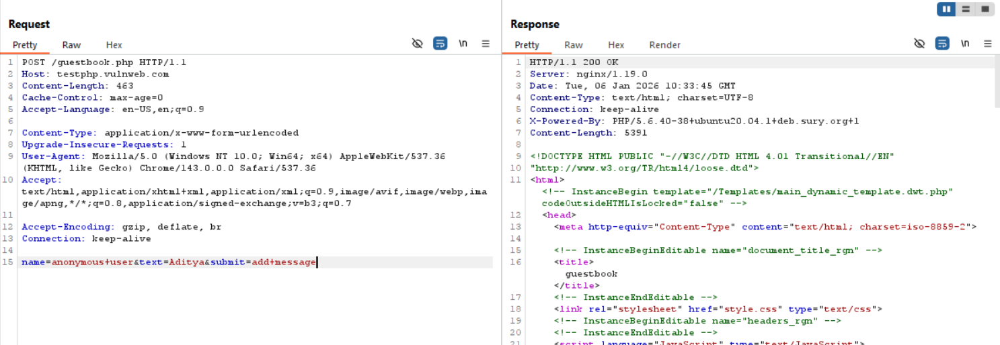 Request
Pretty Raw Hex
\n
1 POST /guestbook.php HTTP/1.1
2 Host: testphp.vulnweb.com
3 Content-Length: 463
4 Cache-Control: max-age=0
5 Accept-Language: en-US,en;q=0.9
6
7 Content-Type: application/x-www-form-urlencoded
8 Upgrade-Insecure-Requests: 1
9 User-Agent: Mozilla/5.0 (Windows NT 10.0; Win64; x64) AppleWebKit/537.36
(KHTML, like Gecko) Chrome/143.0.0.0 Safari/537.36
10 Accept:
text/html,application/xhtml+xml,application/xml;q=0.9,image/avif,image/webp,ima
ge/apng,*/*;q=0.8,application/signed-exchange;v=b3;q=0.7
11
12 Accept-Encoding: gzip, deflate, br
13 Connection: keep-alive
14
15 name=anonymous+user&text=Aditya&submit=add+message
Response
Pretty Raw Hex Render
\n
1 HTTP/1.1 200 OK
2 Server: nginx/1.19.0
3 Date: Tue, 06 Jan 2026 10:33:45 GMT
4 Content-Type: text/html; charset=UTF-8
5 Connection: keep-alive
6 X-Powered-By: PHP/5.6.40-38+ubuntu20.04.1+deb.sury.org+1
7 Content-Length: 5391
8
9 <!DOCTYPE HTML PUBLIC "-//W3C//DTD HTML 4.01 Transitional//EN"
10 "http://www.w3.org/TR/html4/loose.dtd">
11 <html>
<!-- InstanceBegin template="/Templates/main_dynamic_template.dwt.php"
codeOutsideHTMLIsLocked="false" -->
12 <head>
13 <meta http-equiv="Content-Type" content="text/html; charset=iso-8859-2">
14
15 <!-- InstanceBeginEditable name="document_title_rgn" -->
16 <title>
guestbook
</title>
17 <!-- InstanceEndEditable -->
18 <link rel="stylesheet" href="style.css" type="text/css">
19 <!-- InstanceBeginEditable name="headers_rgn" -->
20 <!-- InstanceEndEditable -->
21 <script language="JavaScript" type="text/JavaScript">